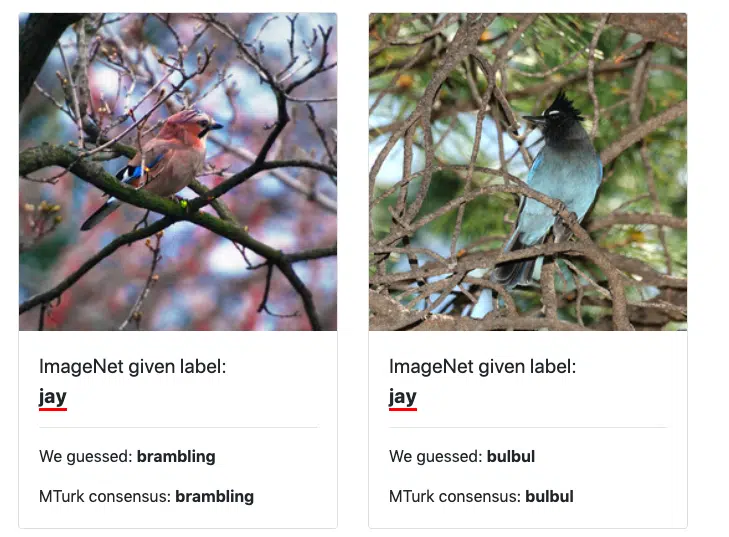 ImageNet given label:
jay
We guessed: brambling
MTurk consensus: brambling
ImageNet given label:
jay
We guessed: bulbul
MTurk consensus: bulbul